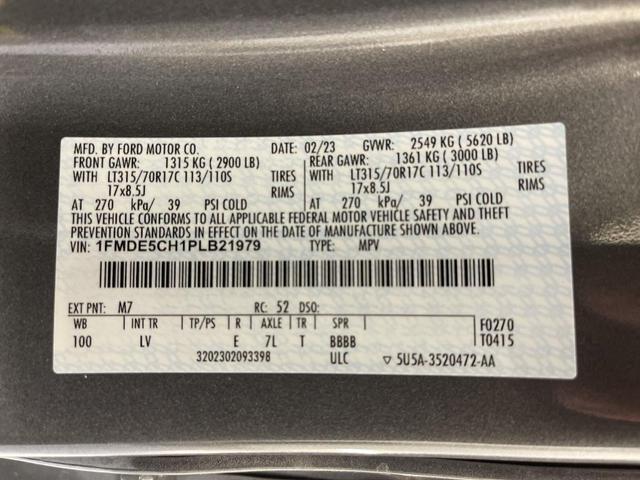 MFD. BY FORD MOTOR CO. DATE: 02/23 GVWR: 2549 KG ( 5620 LB)
FRONT GAWR: 1315 KG ( 2900 LB) REAR GAWR: 1361 KG ( 3000 LB)
WITH LT315/70R17C 113/110S TIRES WITH LT315/70R17C 113/110S TIRES
17x8.5J RIMS 17x8.5J RIMS
AT 270 kPa/ 39 PSI COLD AT 270 kPa/ 39 PSI COLD
THIS VEHICLE CONFORMS TO ALL APPLICABLE FEDERAL MOTOR VEHICLE SAFETY AND THEFT
PREVENTION STANDARDS IN EFFECT ON THE DATE OF MANUFACTURE SHOWN ABOVE.
VIN: 1FMDE5CH1PLB21979 TYPE: MPV
EXT PNT: M7 RC: 52 DSO:
WB INT TR TP/PS R AXLE TR SPR F0270
100 LV E 7L T BBBB T0415
3202302093398 ULC ▽ 5U5A-3520472-AA